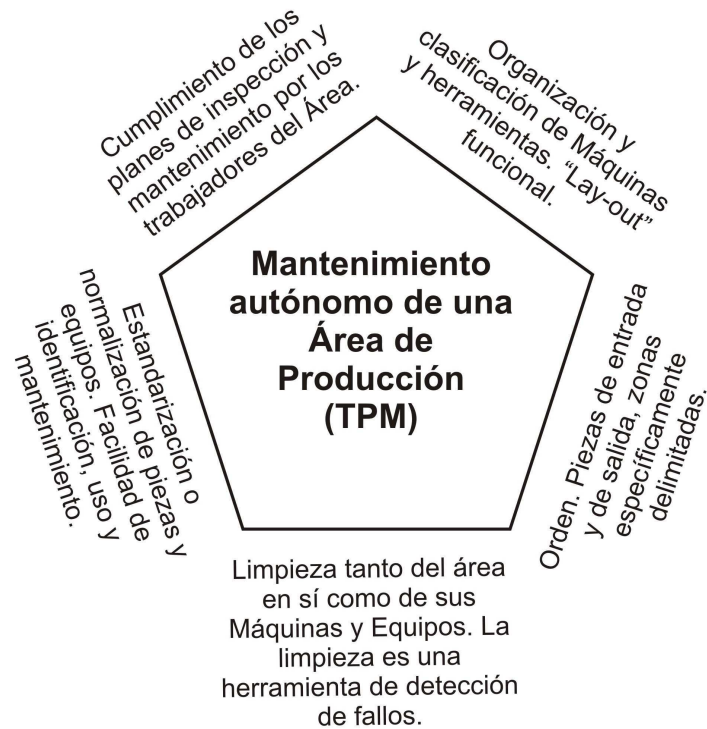 Cumplimiento de los
planes de inspección y
mantenimiento por los
trabajadores del Área.
Organización y
clasificación de Máquinas
y herramientas. “Lay-out”
funcional.
Mantenimiento
autónomo de una
Área de
Producción
(TPM)
Estandarización o
normalización de piezas y
equipos. Facilidad de
identificación, uso y
mantenimiento.
Orden. Piezas de entrada
y de salida, zonas
específicamente
delimitadas.
Limpieza tanto del área
en sí como de sus
Máquinas y Equipos. La
limpieza es una
herramienta de detección
de fallos.